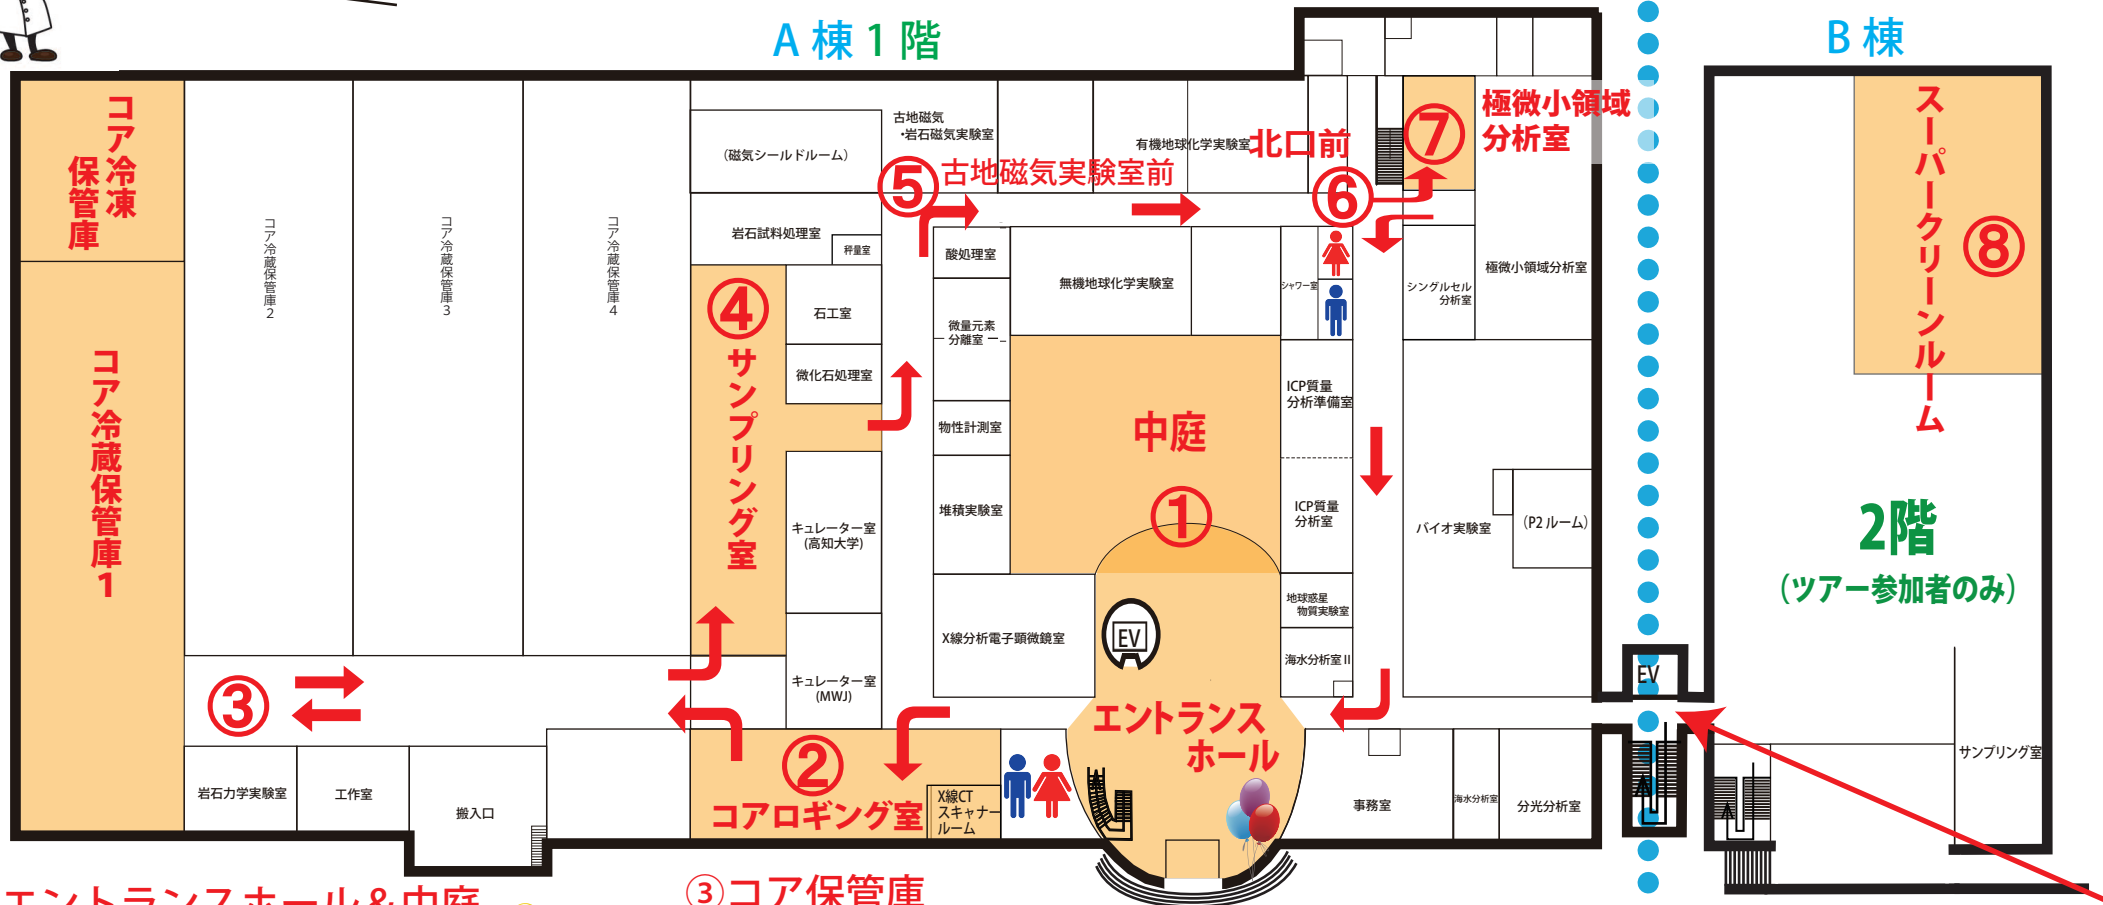 A 棟 1 階
B 棟
コア冷凍
保管庫
コア冷蔵保管庫1
コア冷蔵保管庫2
コア冷蔵保管庫3
コア冷蔵保管庫4
(磁気シールドルーム)
古地磁気
・岩石磁気実験室
有機地球化学実験室
北口前
⑦
極微小領域
分析室
⑤
古地磁気実験室前
⑥
岩石試料処理室
秤量室
酸処理室
無機地球化学実験室
シャワー室
シングルセル
分析室
極微小領域分析室
④
サンプリング室
石工室
微化石処理室
微量元素
分離室
物性計測室
堆積実験室
中庭
①
ICP質量
分析準備室
ICP質量
分析室
バイオ実験室
(P2 ルーム)
キュレーター室
(高知大学)
キュレーター室
(MWJ)
X線分析電子顕微鏡室
EV
地球惑星
物質実験室
海水分析室 II
エントランス
ホール
③
岩石力学実験室
工作室
搬入口
②
コアロギング室
X線CT
スキャナー
ルーム
事務室
海水分析室
分光分析室
EV
スーパークリーンルーム
⑧
2階
(ツアー参加者のみ)
サンプリング室
エントランスホール&中庭
③コア保管庫